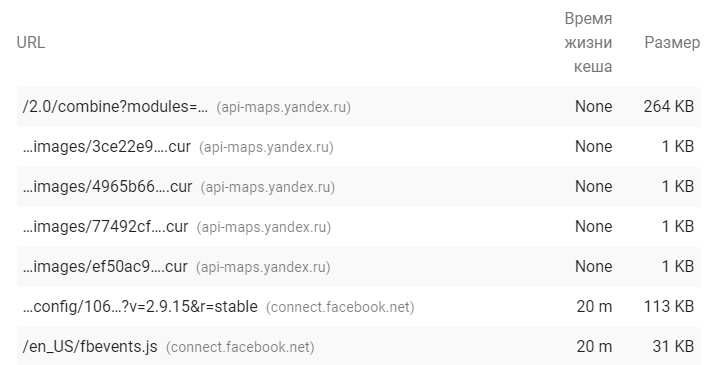 URL Время жизни кеша Размер
/2.0/combine?modules=… (api-maps.yandex.ru) None 264 KB
…images/3ce22e9….cur (api-maps.yandex.ru) None 1 KB
…images/4965b66….cur (api-maps.yandex.ru) None 1 KB
…images/77492cf….cur (api-maps.yandex.ru) None 1 KB
…images/ef50ac9….cur (api-maps.yandex.ru) None 1 KB
…config/106…?v=2.9.15&r=stable (connect.facebook.net) 20 m 113 KB
/en_US/fbevents.js (connect.facebook.net) 20 m 31 KB